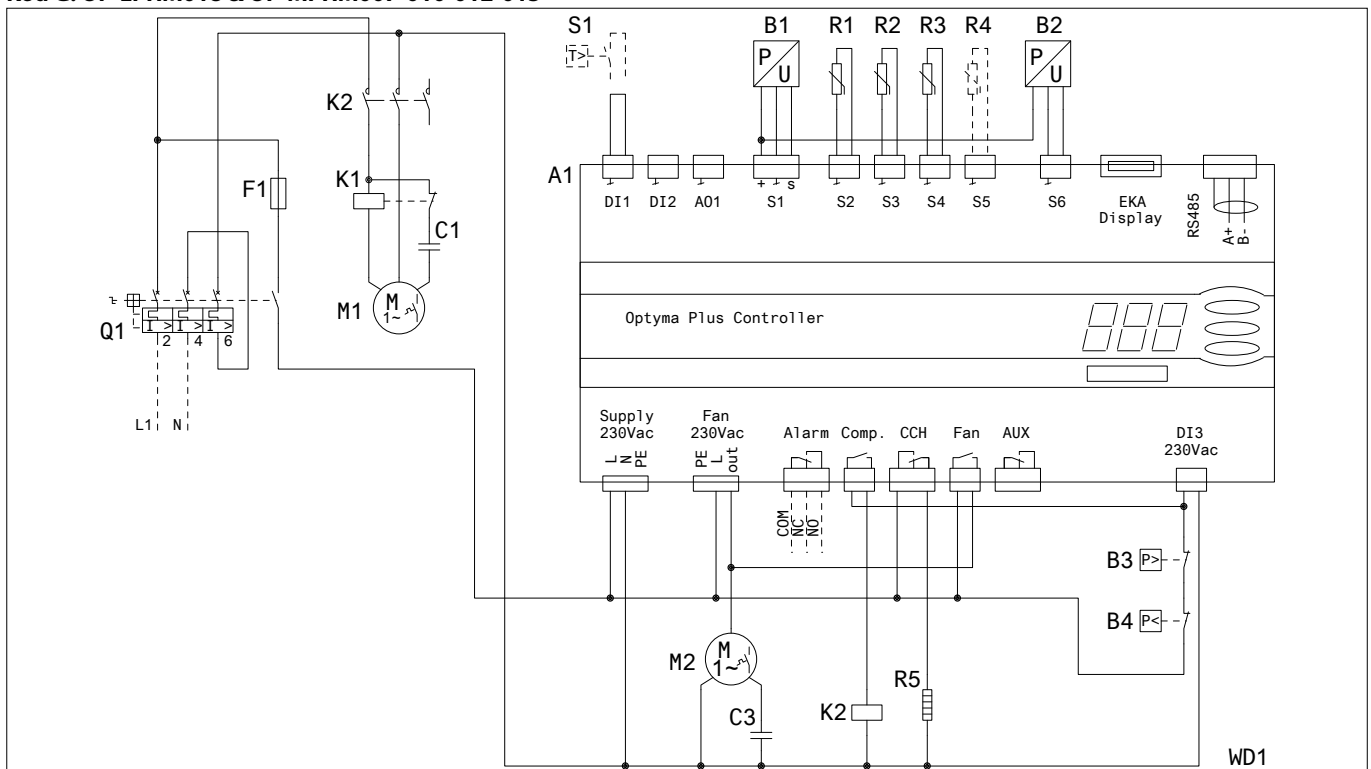 S1 B1 R1 R2 R3 R4 B2
T> P U P U
K2
A1
K1
F1
C1
+ s
DI1 DI2 AO1 S1 S2 S3 S4 S5 S6 EKA Display RS485 A+ B-
M1 M 1~
Q1 I > I > I >
2 4 6
Optyma Plus Controller
L1 N
Supply 230Vac
Fan 230Vac
Alarm Comp. CCH Fan AUX
DI3 230Vac
L N PE
PE L out
COM NC NO
B3 P>
B4 P<
M2 M 1~
R5
C3 K2
WD1